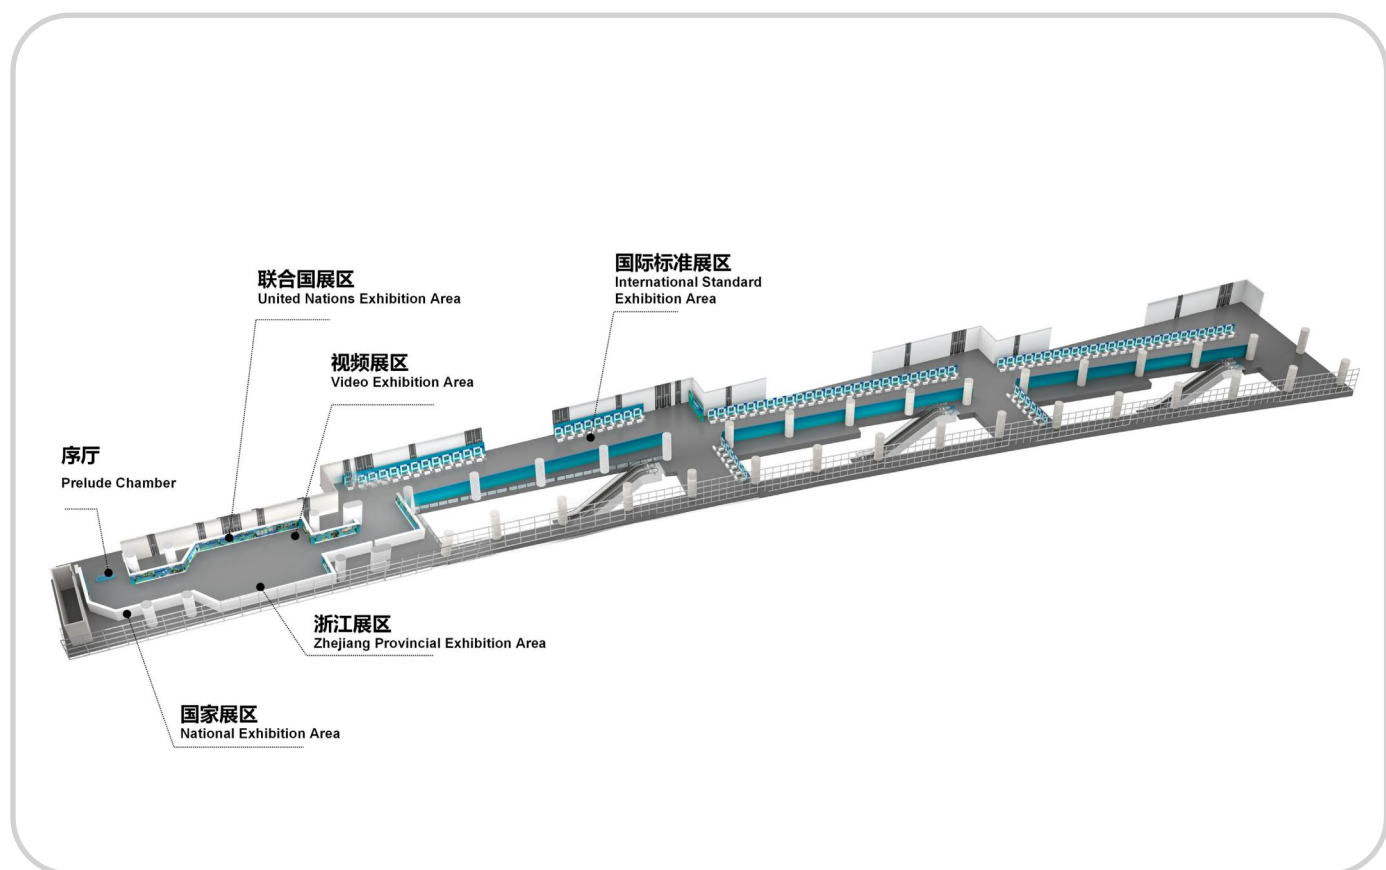 国际标准展区
International Standard
Exhibition Area
联合国展区
United Nations Exhibition Area
视频展区
Video Exhibition Area
序厅
Prelude Chamber
浙江展区
Zhejiang Provincial Exhibition Area
国家展区
National Exhibition Area